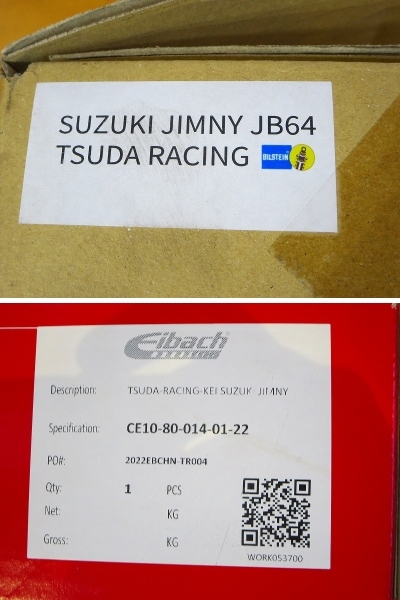 SUZUKI JIMNY JB64
TSUDA RACING BILSTEIN
Eibach
Description: TSUDA-RACING-KEI SUZUKI JIMNY
Specification: CE10-80-014-01-22
PO#: 2022EBCHN-TR004
Qty: 1 PCS
Net: KG
Gross: KG
WORK053700